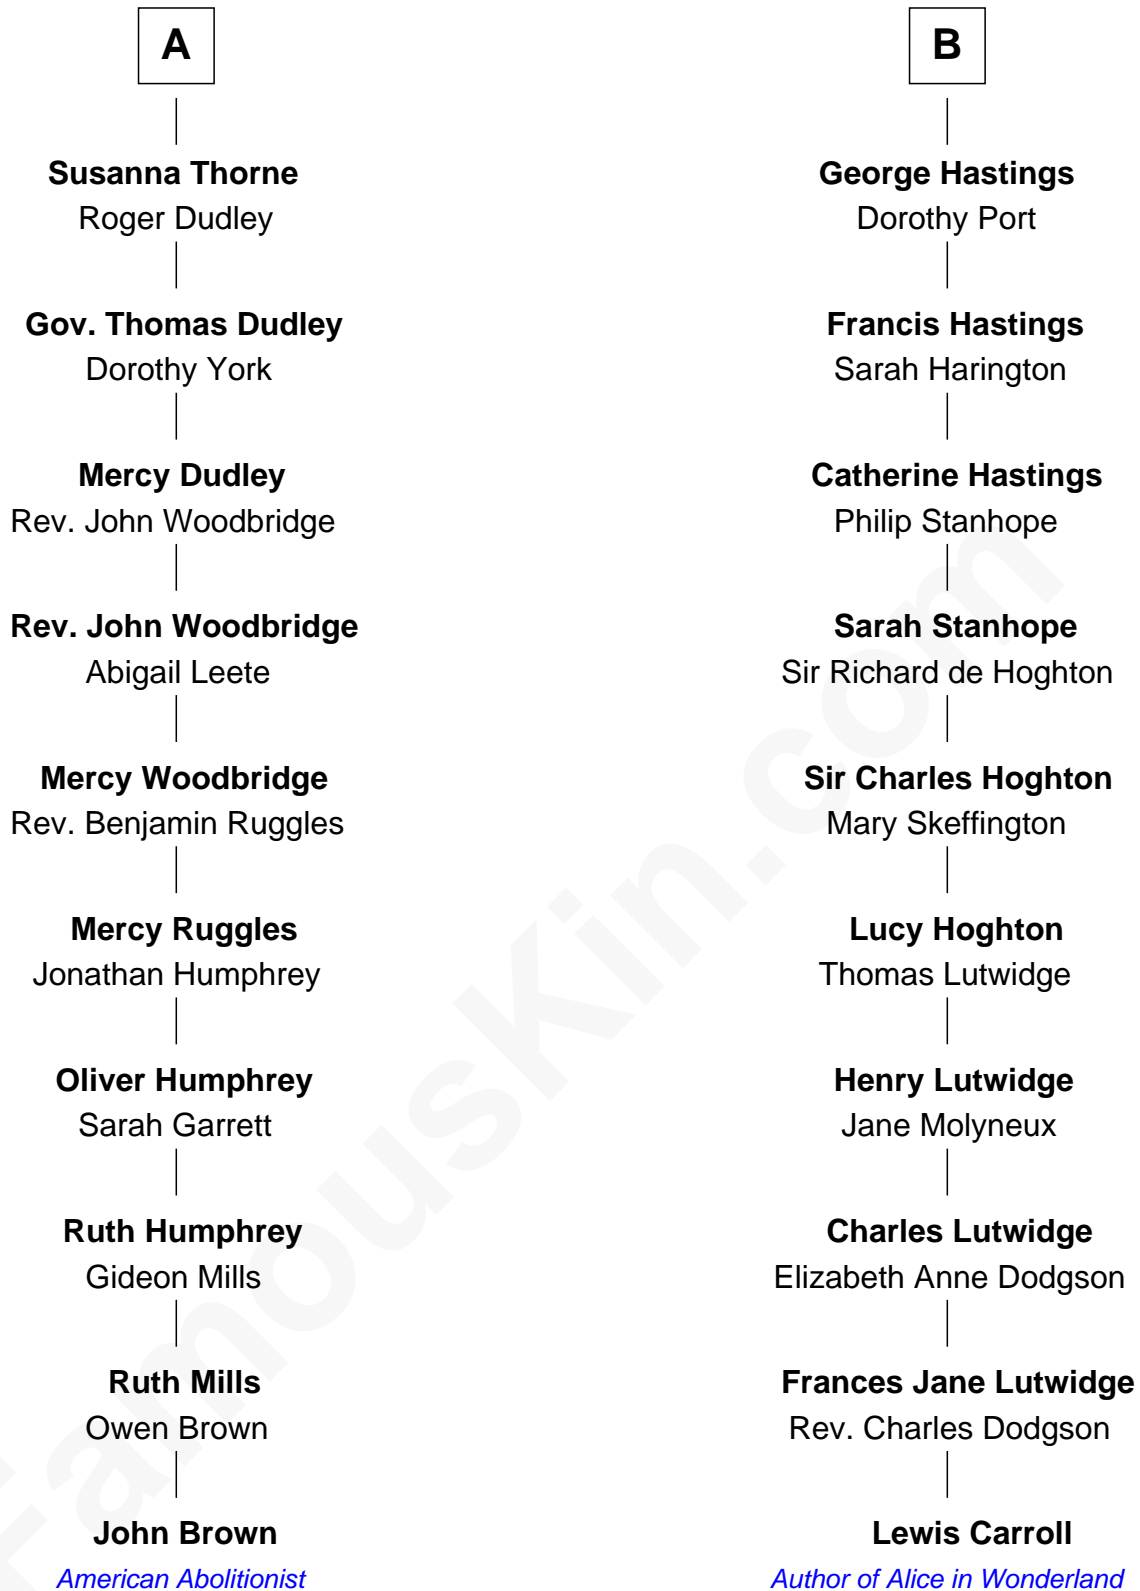 A
Susanna Thorne
Roger Dudley
Gov. Thomas Dudley
Dorothy York
Mercy Dudley
Rev. John Woodbridge
Rev. John Woodbridge
Abigail Leete
Mercy Woodbridge
Rev. Benjamin Ruggles
Mercy Ruggles
Jonathan Humphrey
Oliver Humphrey
Sarah Garrett
Ruth Humphrey
Gideon Mills
Ruth Mills
Owen Brown
John Brown
American Abolitionist
B
George Hastings
Dorothy Port
Francis Hastings
Sarah Harington
Catherine Hastings
Philip Stanhope
Sarah Stanhope
Sir Richard de Hoghton
Sir Charles Hoghton
Mary Skeffington
Lucy Hoghton
Thomas Lutwidge
Henry Lutwidge
Jane Molyneux
Charles Lutwidge
Elizabeth Anne Dodgson
Frances Jane Lutwidge
Rev. Charles Dodgson
Lewis Carroll
Author of Alice in Wonderland
FamousKin.com